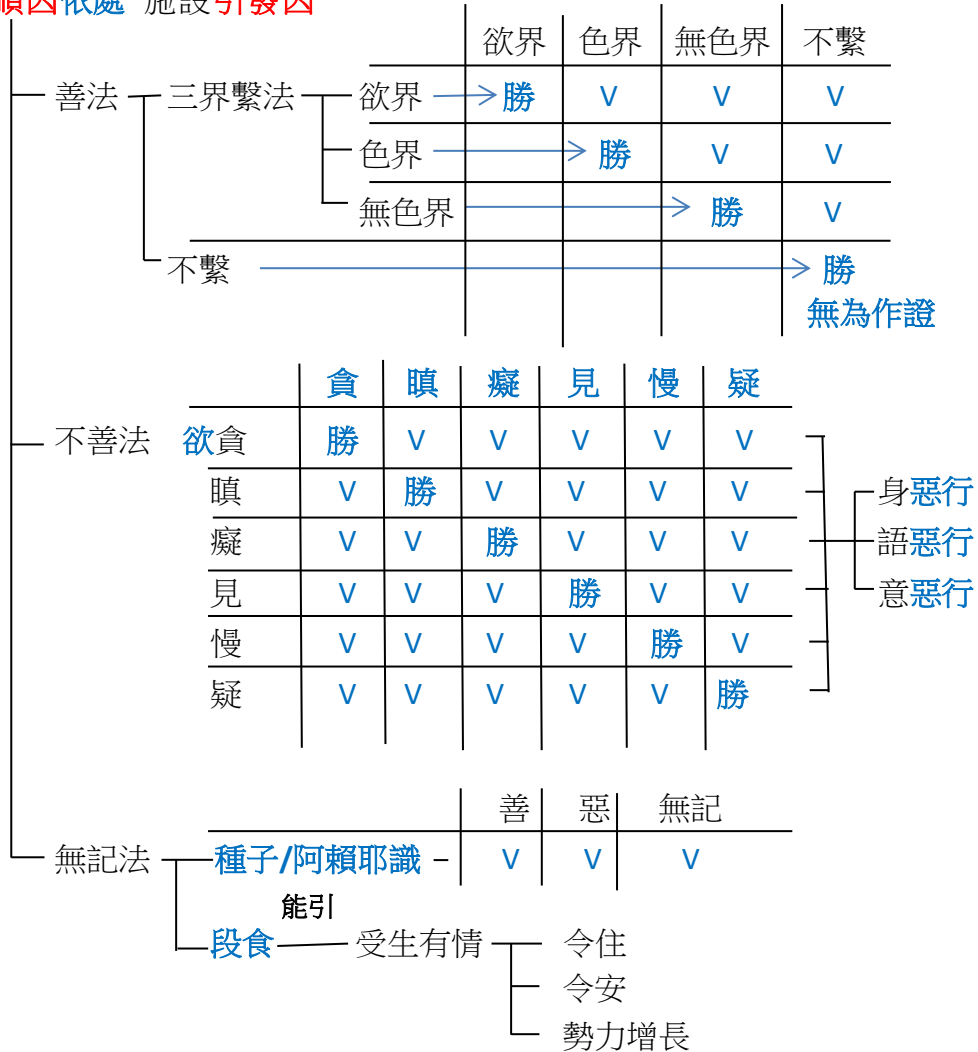 順因依處 施設引發因
欲界 色界 無色界 不繫
善法 三界繫法 欲界 勝 V V V
色界 勝 V V
無色界 勝 V
不繫 勝
無為作證
貪 瞋 癡 見 慢 疑
不善法 欲貪 勝 V V V V V
瞋 V 勝 V V V V 身惡行
癡 V V 勝 V V V 語惡行
見 V V V 勝 V V 意惡行
慢 V V V V 勝 V
疑 V V V V V 勝
善 惡 無記
無記法 種子/阿賴耶識 – V V V
能引
段食 受生有情 令住
令安
勢力增長